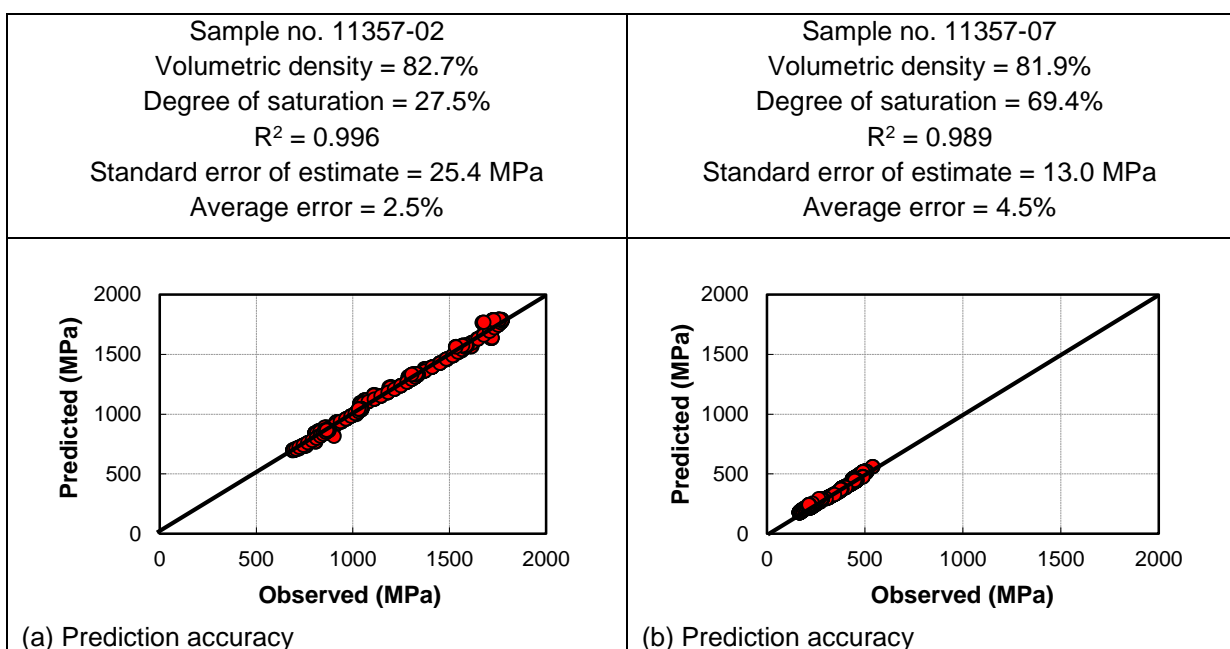 Sample no. 11357-02
Volumetric density = 82.7%
Degree of saturation = 27.5%
R² = 0.996
Standard error of estimate = 25.4 MPa
Average error = 2.5%
Sample no. 11357-07
Volumetric density = 81.9%
Degree of saturation = 69.4%
R² = 0.989
Standard error of estimate = 13.0 MPa
Average error = 4.5%
Predicted (MPa)
2000
1500
1000
500
0
0 500 1000 1500 2000
Observed (MPa)
(a) Prediction accuracy
Predicted (MPa)
2000
1500
1000
500
0
0 500 1000 1500 2000
Observed (MPa)
(b) Prediction accuracy